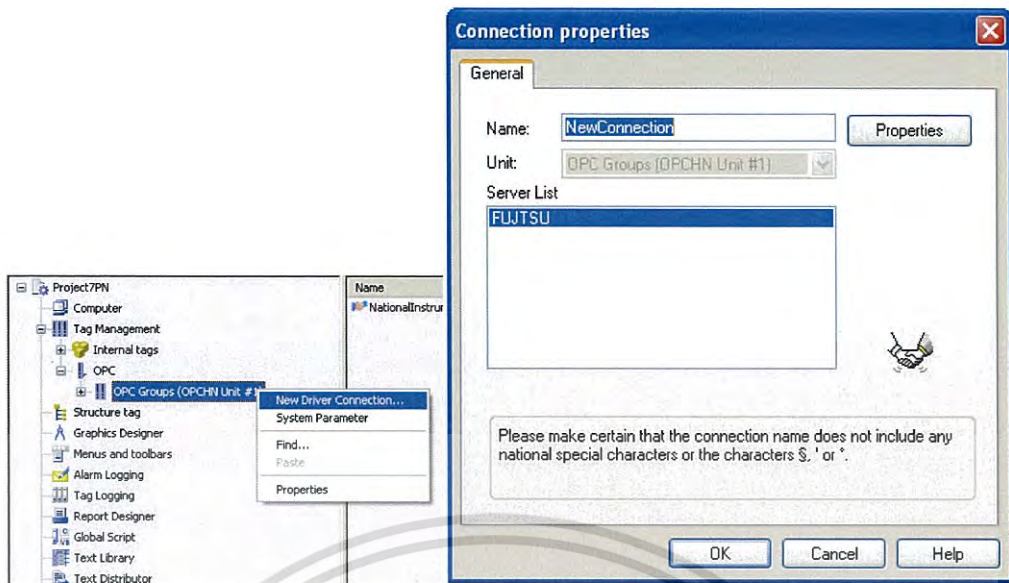 Connection properties
General
Name: NewConnection Properties
Unit: OPC Groups (OPCHN Unit #1)
Server List
FUJTSU
Please make certain that the connection name does not include any
national special characters or the characters §, ' or ".
OK Cancel Help
Project7PN
Computer
Tag Management
Internal tags
OPC
OPC Groups (OPCHN Unit #1)
Structure tag
Graphics Designer
Menus and toolbars
Alarm Logging
Tag Logging
Report Designer
Global Script
Text Library
Text Distributor
Name
NationalInstrur
New Driver Connection...
System Parameter
Find...
Paste
Properties